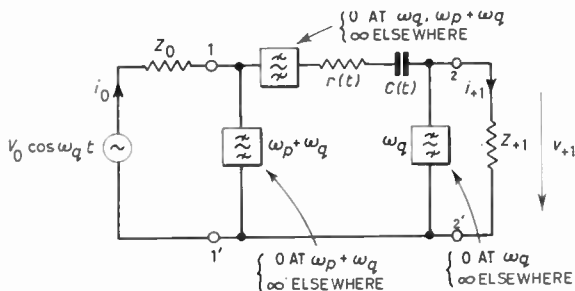 {0 AT ωq, ωp+ωq
∞ ELSEWHERE
Z0
1
r(t)
C(t)
2
i0
i+1
V0 cos ωq t
ωp+ωq
ωq
Z+1
v+1
1'
2'
{0 AT ωp+ωq
∞ ELSEWHERE
{0 AT ωq
∞ ELSEWHERE